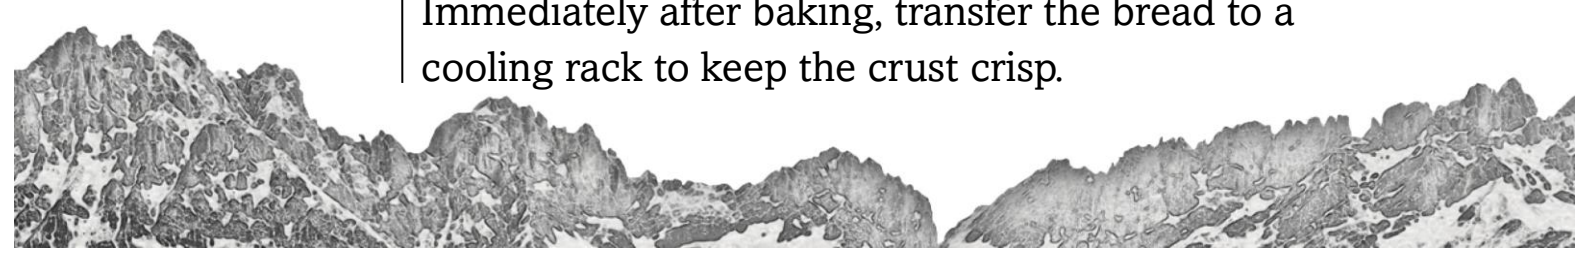 Immediately after baking, transfer the bread to a
cooling rack to keep the crust crisp.